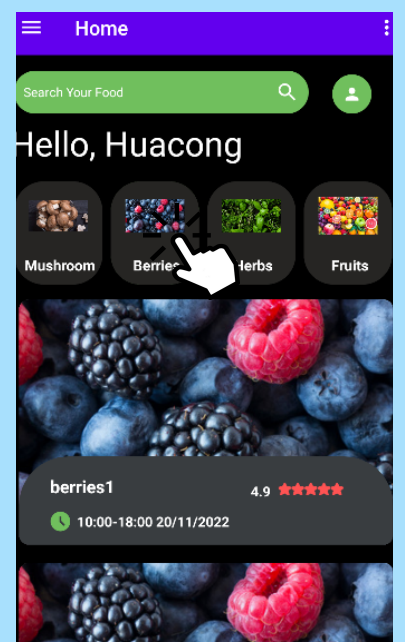 Home
Search Your Food
Hello, Huacong
Mushroom Berries Herbs Fruits
berries1
4.9
10:00-18:00 20/11/2022